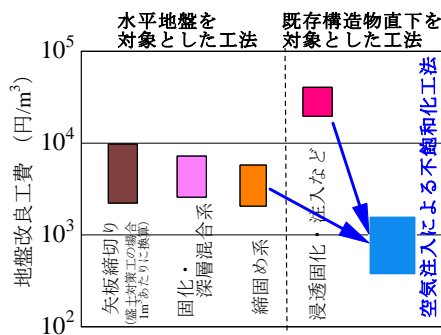 水平地盤を
対象とした工法
既存構造物直下を
対象とした工法
地盤改良工費 (円/m³)
10⁵
10⁴
10³
10²
矢板締切り
(盛土対策工の場合
1m³あたりに換算)
固化・
深層混合系
締固め系
浸透固化・注入など
空気注入による不飽和化工法